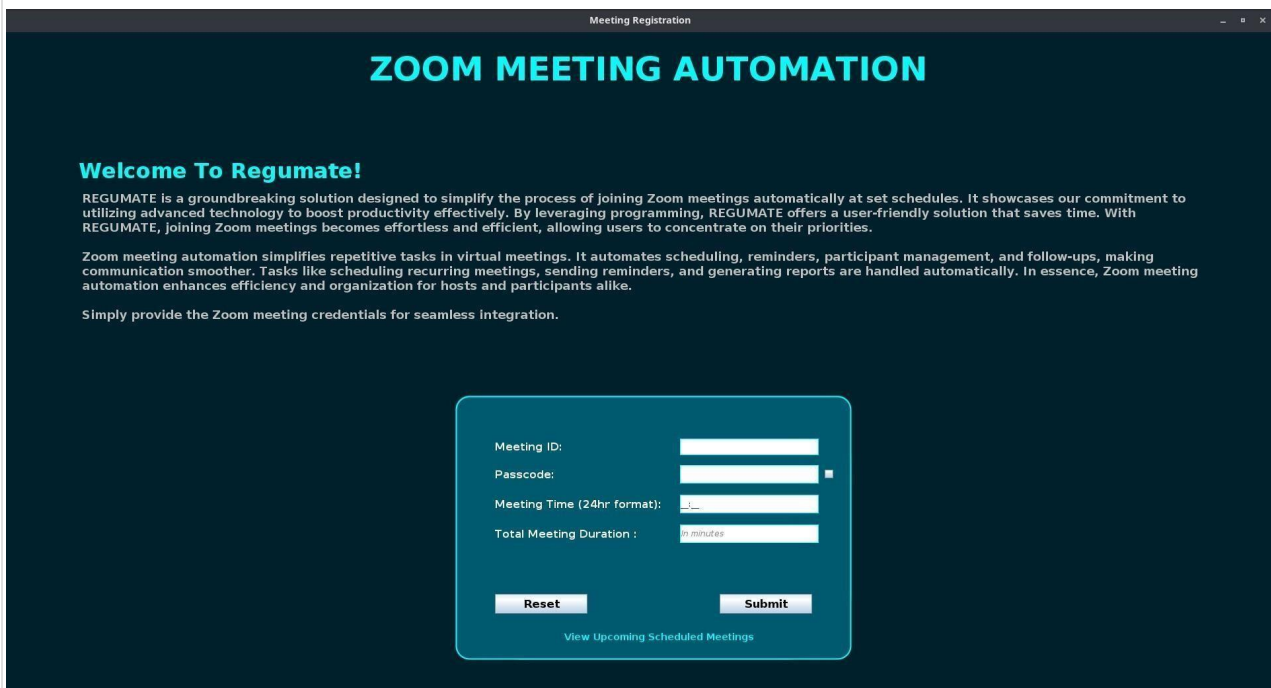 Meeting Registration
ZOOM MEETING AUTOMATION
Welcome To Regumate!
REGUMATE is a groundbreaking solution designed to simplify the process of joining Zoom meetings automatically at set schedules. It showcases our commitment to
utilizing advanced technology to boost productivity effectively. By leveraging programming, REGUMATE offers a user-friendly solution that saves time. With
REGUMATE, joining Zoom meetings becomes effortless and efficient, allowing users to concentrate on their priorities.
Zoom meeting automation simplifies repetitive tasks in virtual meetings. It automates scheduling, reminders, participant management, and follow-ups, making
communication smoother. Tasks like scheduling recurring meetings, sending reminders, and generating reports are handled automatically. In essence, Zoom meeting
automation enhances efficiency and organization for hosts and participants alike.
Simply provide the Zoom meeting credentials for seamless integration.
Meeting ID:
Passcode:
Meeting Time (24hr format): __:__
Total Meeting Duration : In minutes
Reset Submit
View Upcoming Scheduled Meetings